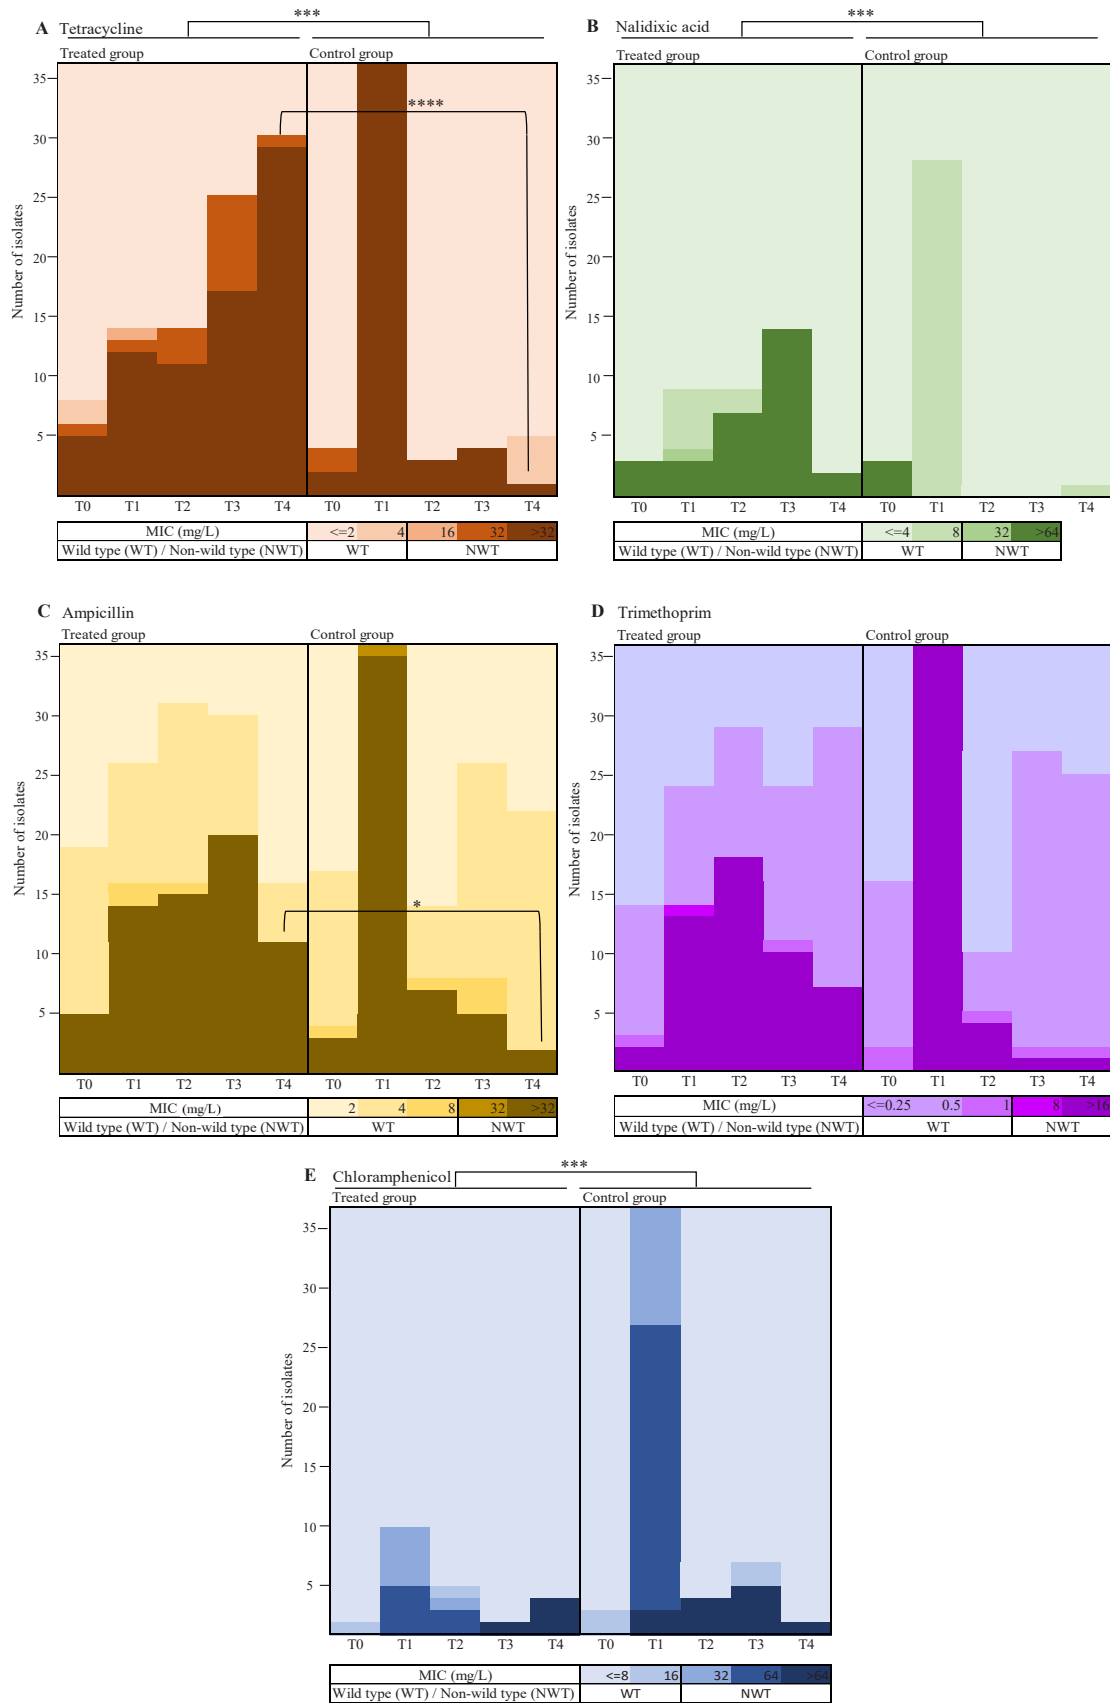 ***
A Tetracycline
Treated group Control group
35
****
30
25
20
15
10
5
Number of isolates
T0 T1 T2 T3 T4 T0 T1 T2 T3 T4
MIC (mg/L) <=2 4 16 32 >32
Wild type (WT) / Non-wild type (NWT) WT NWT
***
B Nalidixic acid
Treated group Control group
35
30
25
20
15
10
5
Number of isolates
T0 T1 T2 T3 T4 T0 T1 T2 T3 T4
MIC (mg/L) <=4 8 32 >64
Wild type (WT) / Non-wild type (NWT) WT NWT
C Ampicillin
Treated group Control group
35
30
25
20
15
*
10
5
Number of isolates
T0 T1 T2 T3 T4 T0 T1 T2 T3 T4
MIC (mg/L) 2 4 8 32 >32
Wild type (WT) / Non-wild type (NWT) WT NWT
D Trimethoprim
Treated group Control group
35
30
25
20
15
10
5
Number of isolates
T0 T1 T2 T3 T4 T0 T1 T2 T3 T4
MIC (mg/L) <=0.25 0.5 1 8 >16
Wild type (WT) / Non-wild type (NWT) WT NWT
***
E Chloramphenicol
Treated group Control group
35
30
25
20
15
10
5
Number of isolates
T0 T1 T2 T3 T4 T0 T1 T2 T3 T4
MIC (mg/L) <=8 16 32 64 >64
Wild type (WT) / Non-wild type (NWT) WT NWT